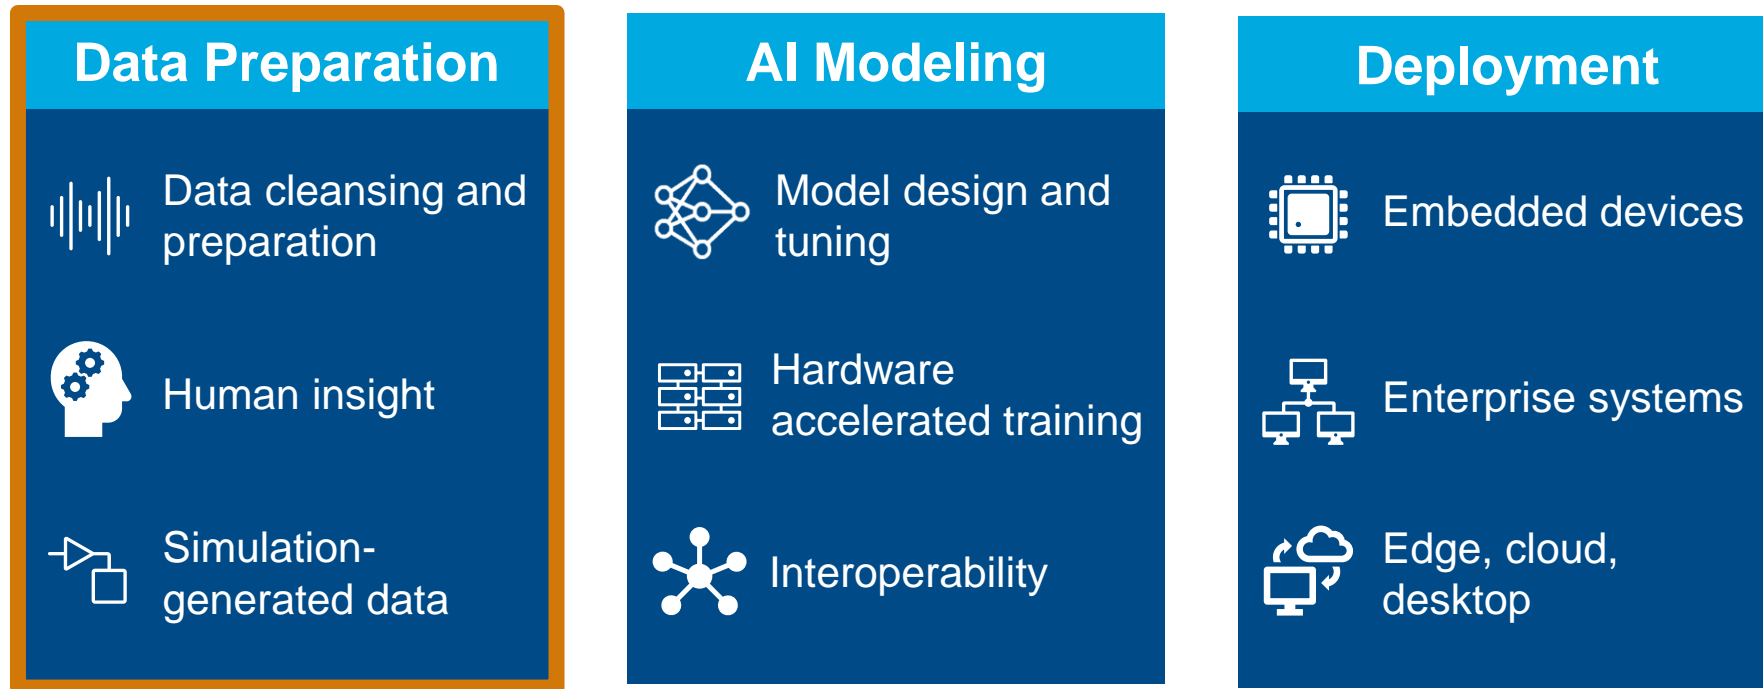 Data Preparation
Data cleansing and
preparation
Human insight
Simulation-
generated data
AI Modeling
Model design and
tuning
Hardware
accelerated training
Interoperability
Deployment
Embedded devices
Enterprise systems
Edge, cloud,
desktop